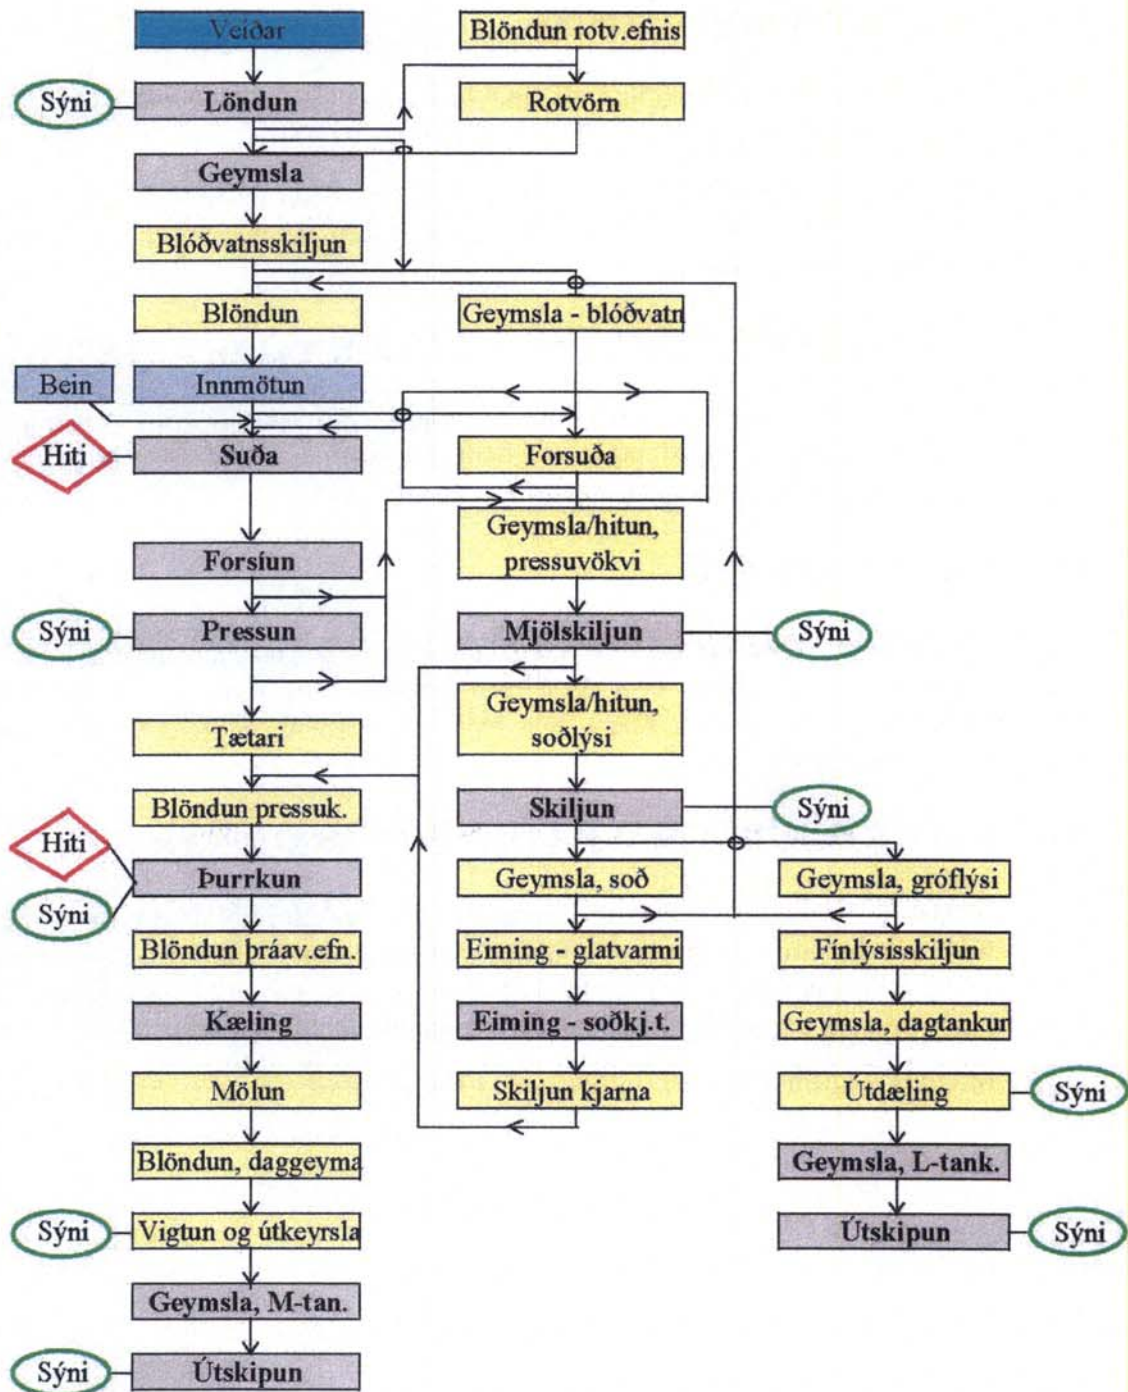 Veiðar
Blöndun rotv.efnis
Sýni
Löndun
Rotvörn
Geymsla
Blóðvatnsskiljun
Blöndun
Geymsla - blóðvatn
Bein
Innmötun
Hiti
Suða
Forsuða
Geymsla/hitun,
pressuvökvi
Forsíun
Sýni
Pressun
Mjölskiljun
Sýni
Geymsla/hitun,
soðlýsi
Tætari
Blöndun pressuk.
Skiljun
Sýni
Hiti
Þurrkun
Geymsla, soð
Geymsla, gróflýsi
Sýni
Blöndun þráav.efn.
Eiming - glatvarmi
Fínlýsisskiljun
Kæling
Eiming - soðkj.t.
Geymsla, dagtankur
Mölun
Skiljun kjarna
Útdæling
Sýni
Blöndun, daggeyma
Geymsla, L-tank.
Sýni
Vigtun og útkeyrsla
Útskipun
Sýni
Geymsla, M-tan.
Sýni
Útskipun